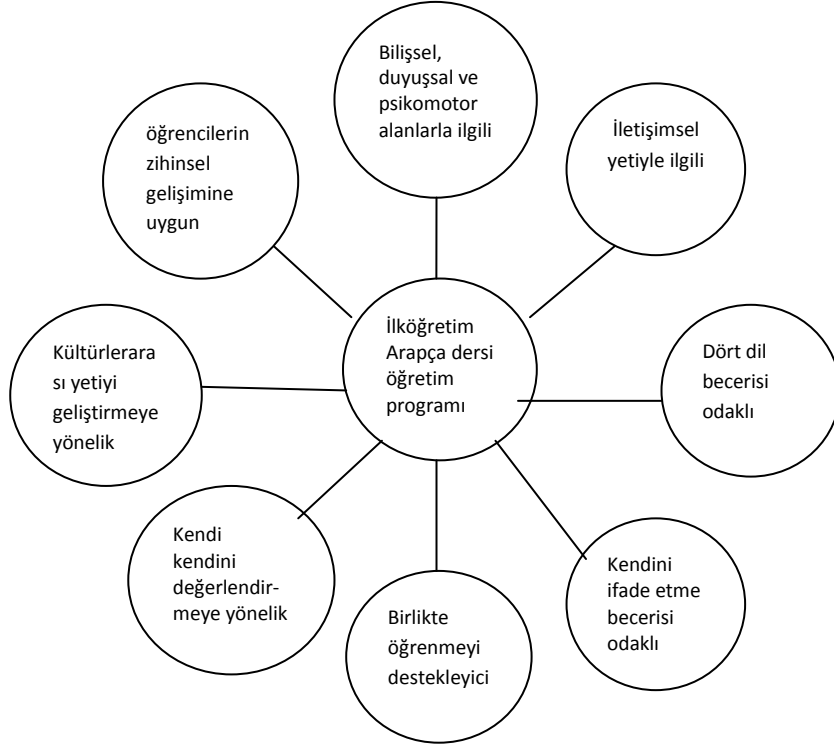 Bilişsel,
duyuşsal ve
psikomotor
alanlarla ilgili
İletişimsel
yetiyle ilgili
öğrencilerin
zihinsel
gelişimine
uygun
İlköğretim
Arapça dersi
öğretim
programı
Kültürlerara
sı yetiyi
geliştirmeye
yönelik
Dört dil
becerisi
odaklı
Kendi
kendini
değerlendir-
meye yönelik
Birlikte
öğrenmeyi
destekleyici
Kendini
ifade etme
becerisi
odaklı